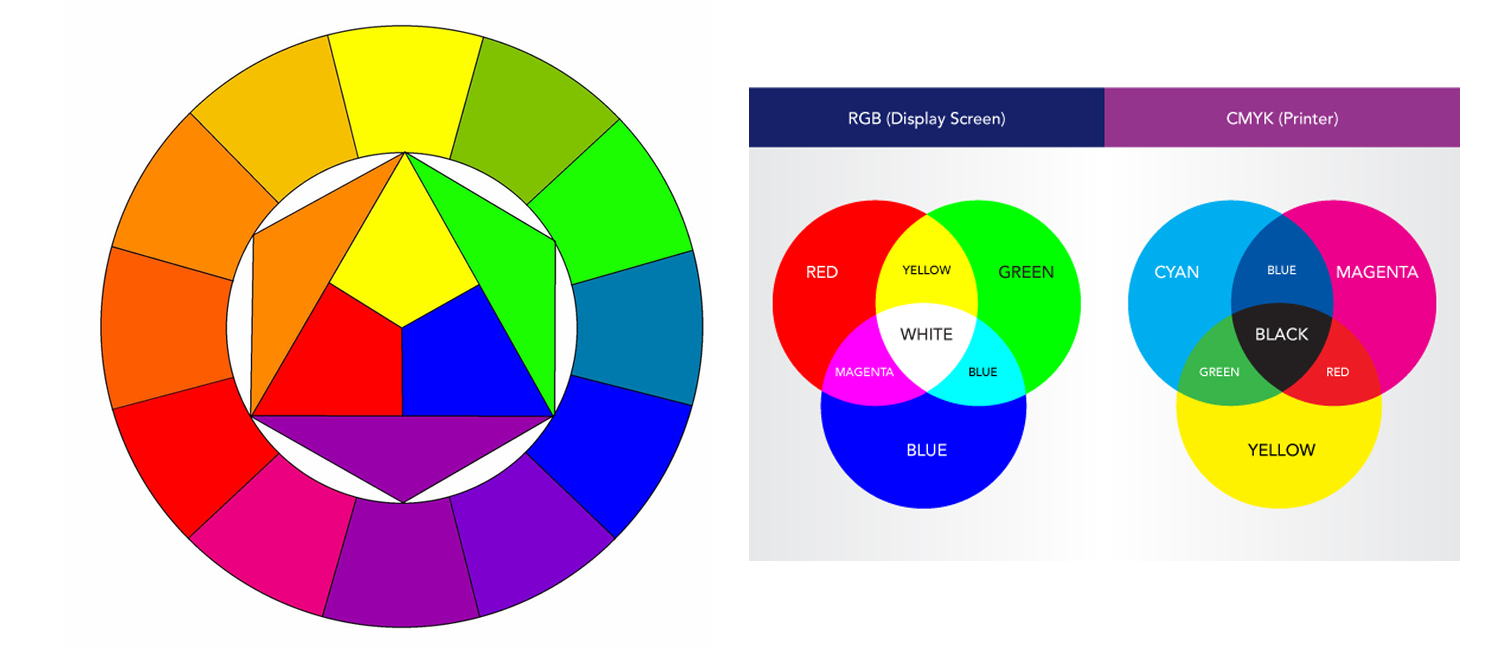 RGB (Display Screen)
CMYK (Printer)
RED
YELLOW
GREEN
WHITE
MAGENTA
BLUE
BLUE
CYAN
BLUE
MAGENTA
BLACK
GREEN
RED
YELLOW